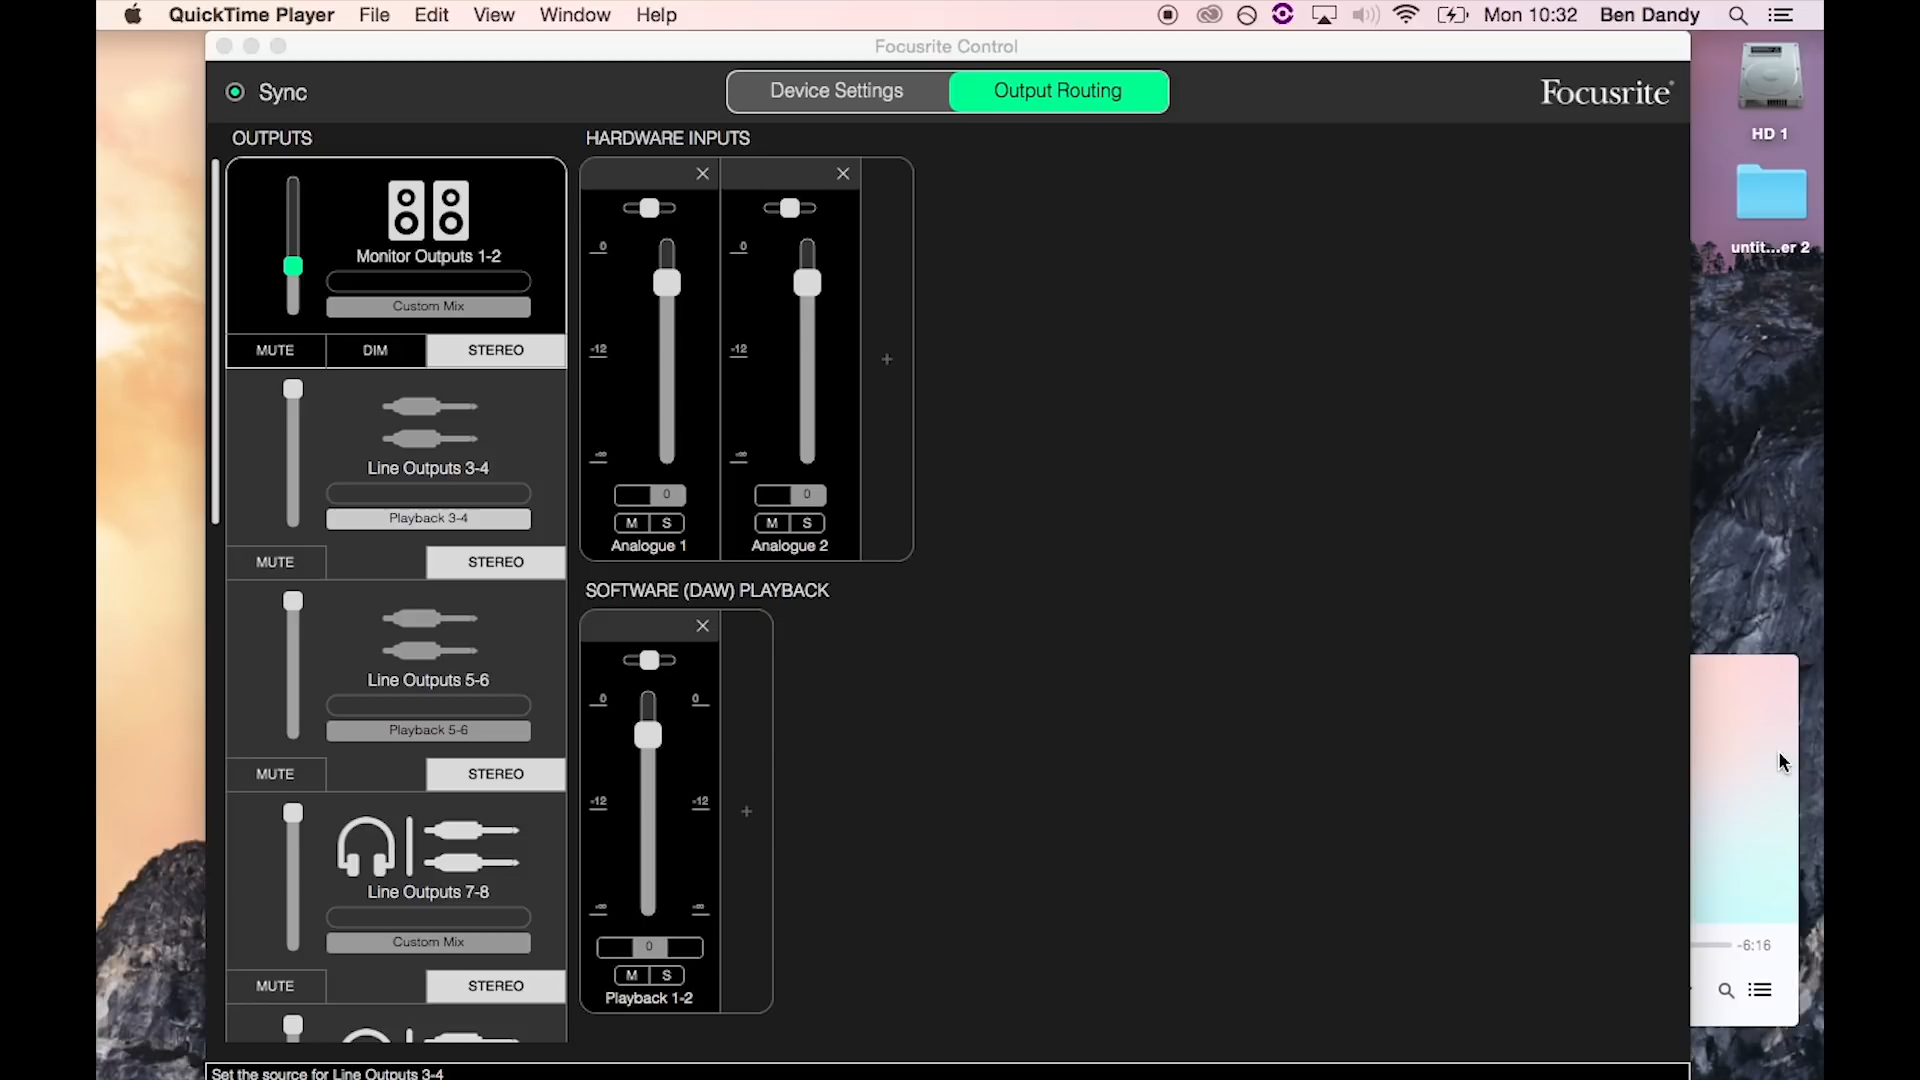 QuickTime Player File Edit View Window Help Mon 10:32 Ben Dandy
Focusrite Control
Sync Device Settings Output Routing Focusrite
OUTPUTS
Monitor Outputs 1-2
Custom Mix
MUTE DIM STEREO
Line Outputs 3-4
Playback 3-4
MUTE STEREO
Line Outputs 5-6
Playback 5-6
MUTE STEREO
Line Outputs 7-8
Custom Mix
MUTE STEREO
HARDWARE INPUTS
0 0
-12 -12
-∞ -∞
0 0
M S M S
Analogue 1 Analogue 2
SOFTWARE (DAW) PLAYBACK
0 0
-12 -12
-∞ -∞
0
M S
Playback 1-2
HD 1
untit...er 2
-6:16
Set the source for Line Outputs 3-4